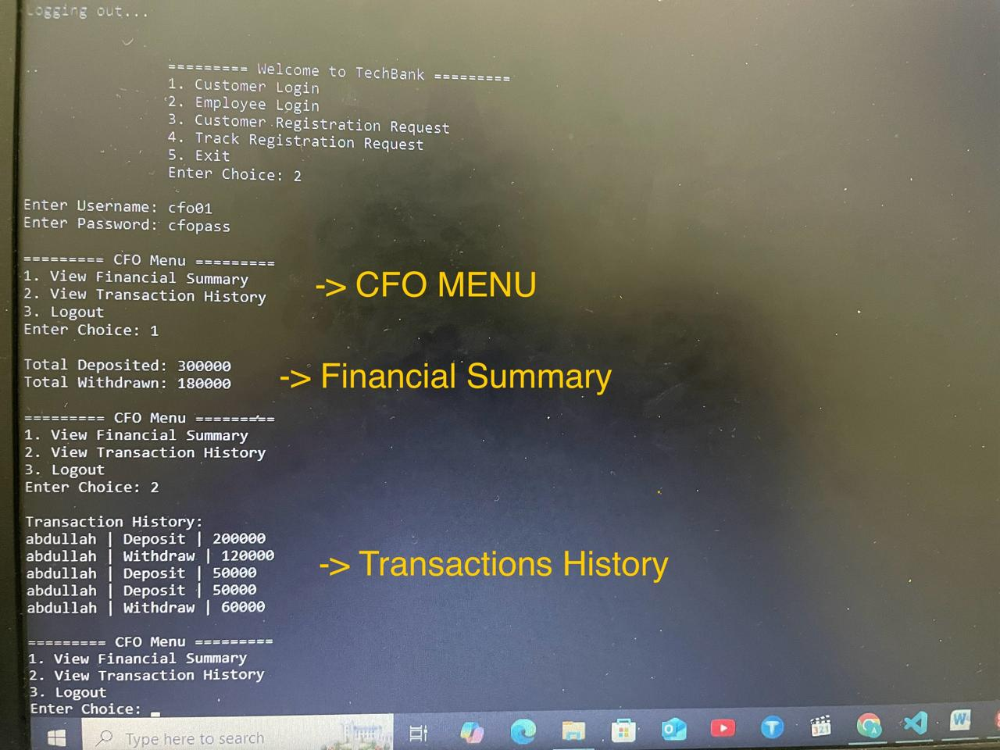 Logging out...
========= Welcome to TechBank =========
1. Customer Login
2. Employee Login
3. Customer Registration Request
4. Track Registration Request
5. Exit
Enter Choice: 2
Enter Username: cfo01
Enter Password: cfopass
========= CFO Menu =========
1. View Financial Summary
2. View Transaction History
-> CFO MENU
3. Logout
Enter Choice: 1
Total Deposited: 300000
Total Withdrawn: 180000
-> Financial Summary
========= CFO Menu =========
1. View Financial Summary
2. View Transaction History
3. Logout
Enter Choice: 2
Transaction History:
abdullah | Deposit | 200000
abdullah | Withdraw | 120000
abdullah | Deposit | 50000
abdullah | Deposit | 50000
abdullah | Withdraw | 60000
-> Transactions History
========= CFO Menu =========
1. View Financial Summary
2. View Transaction History
3. Logout
Enter Choice:
Type here to search
321